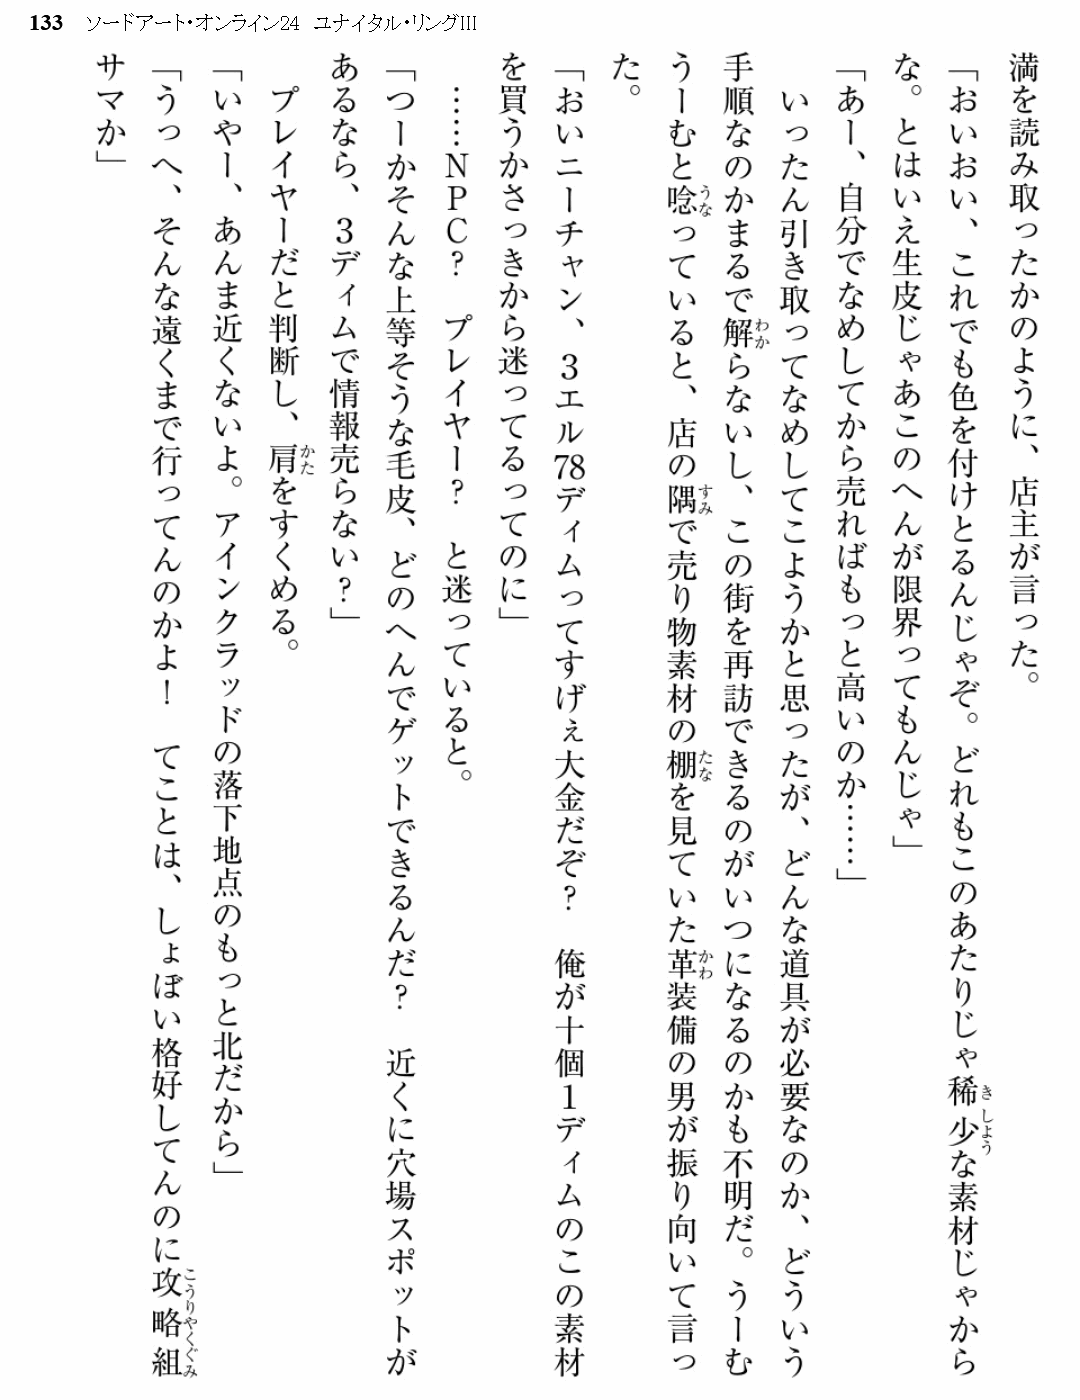 133 ソードアート・オンライン24 ユナイタル・リングIII
満を読み取ったかのように、店主が言った。
「おいおい、これでも色を付けとるんじゃぞ。どれもこのあたりじゃ稀少な素材じゃから
な。とはいえ生皮じゃあこのへんが限界ってもんじゃ」
「あー、自分でなめしてから売ればもっと高いのか……」
　いったん引き取ってなめしてこようかと思ったが、どんな道具が必要なのか、どういう
手順なのかまるで解らないし、この街を再訪できるのがいつになるのかも不明だ。うーむ
うーむと唸っていると、店の隅で売り物素材の棚を見ていた革装備の男が振り向いて言っ
た。
「おいニーチャン、3エル78ディムってすげぇ大金だぞ？　俺が十個1ディムのこの素材
を買うかさっきから迷ってるってのに」
　……NPC？　プレイヤー？　と迷っていると。
「つーかそんな上等そうな毛皮、どのへんでゲットできるんだ？　近くに穴場スポットが
あるなら、3ディムで情報売らない？」
　プレイヤーだと判断し、肩をすくめる。
「いやー、あんま近くないよ。アインクラッドの落下地点のもっと北だから」
「うっへ、そんな遠くまで行ってんのかよ！　てことは、しょぼい格好してんのに攻略組
サマか」